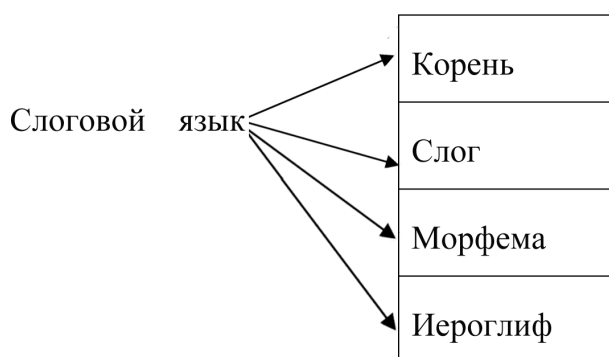 Корень
Слоговой язык
Слог
Морфема
Иероглиф